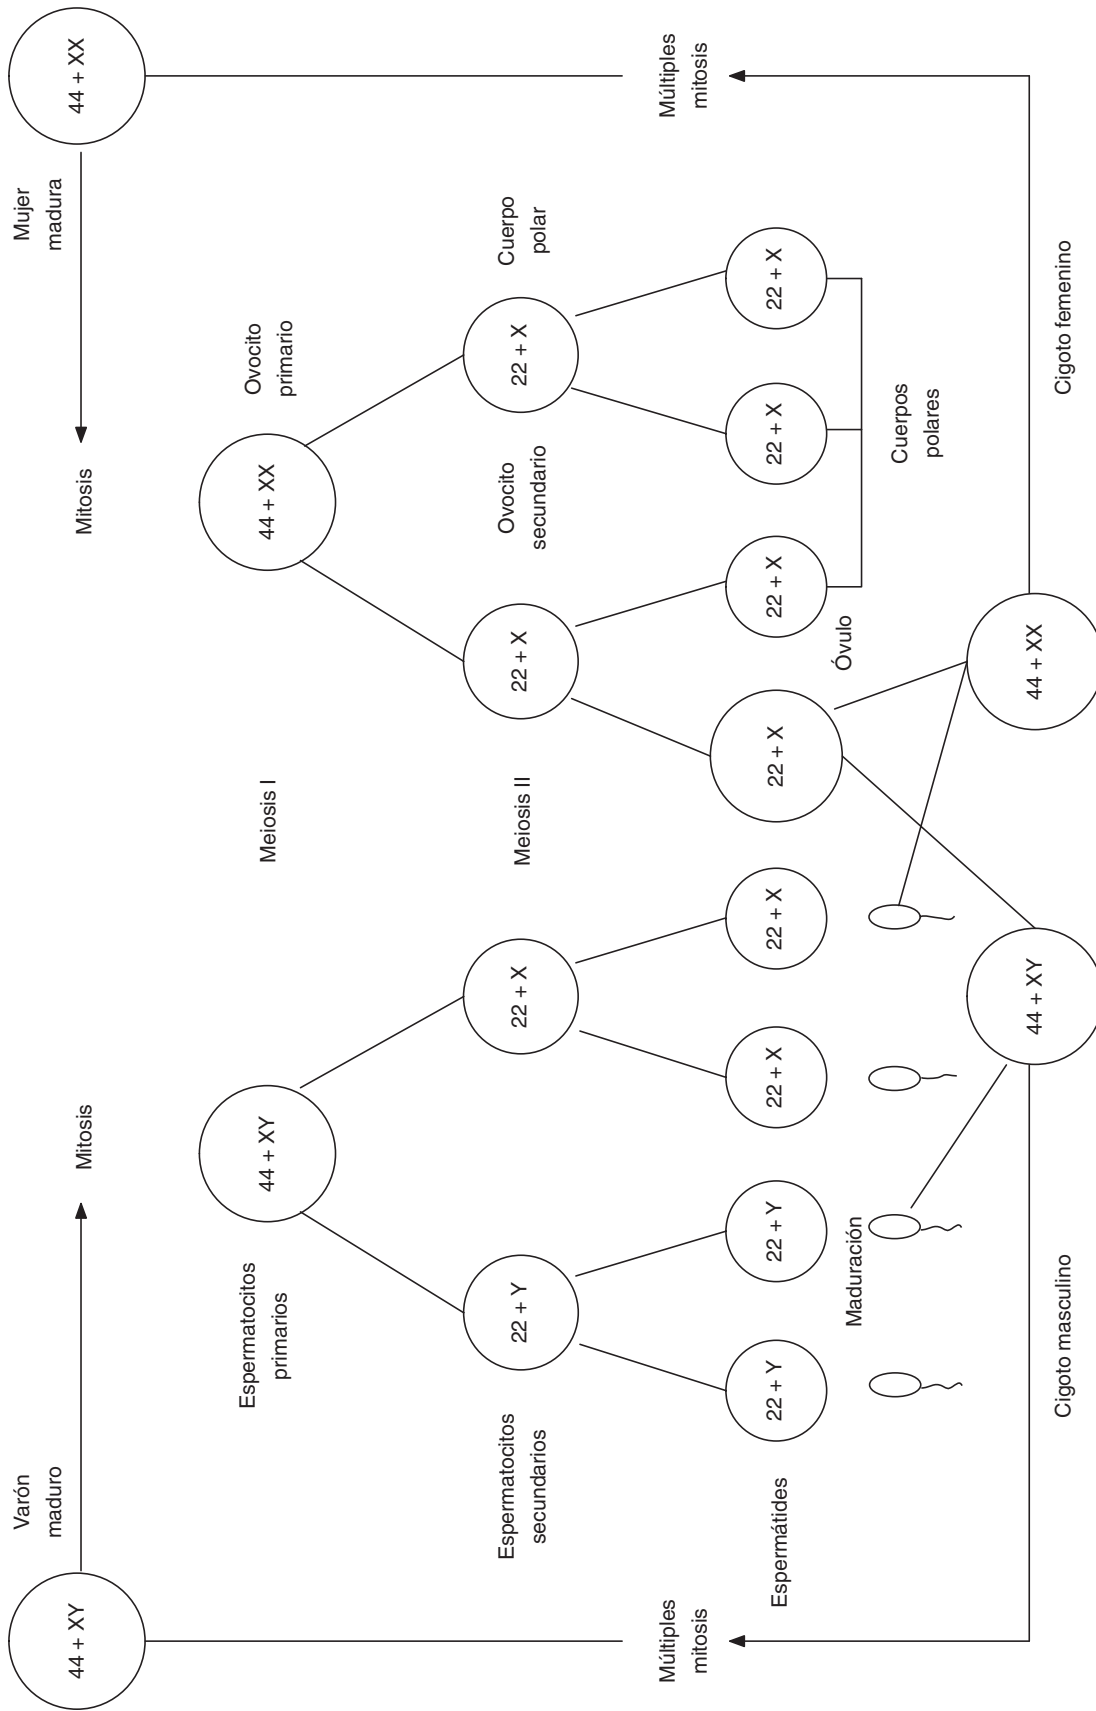 Varón
maduro
Mujer
madura
44 + XY
Mitosis
Mitosis
44 + XX
Espermatocitos
primarios
44 + XY
Meiosis I
44 + XX
Ovocito
primario
Espermatocitos
secundarios
22 + Y
22 + X
Meiosis II
22 + X
Ovocito
secundario
22 + X
Cuerpo
polar
Múltiples
mitosis
Múltiples
mitosis
Espermátides
22 + Y
22 + Y
22 + X
22 + X
22 + X
22 + X
22 + X
22 + X
Maduración
Óvulo
Cuerpos
polares
44 + XY
44 + XX
Cigoto masculino
Cigoto femenino